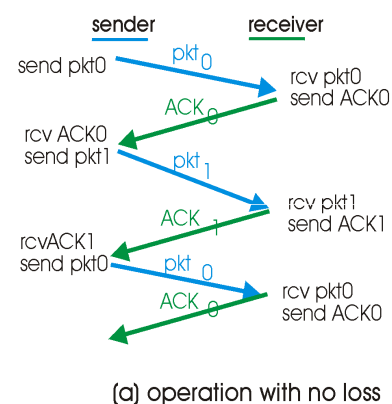 sender receiver
send pkt0
pkt0
rcv pkt0
send ACK0
ACK0
rcv ACK0
send pkt1
pkt1
rcv pkt1
send ACK1
ACK1
rcvACK1
send pkt0
pkt0
rcv pkt0
send ACK0
ACK0
(a) operation with no loss